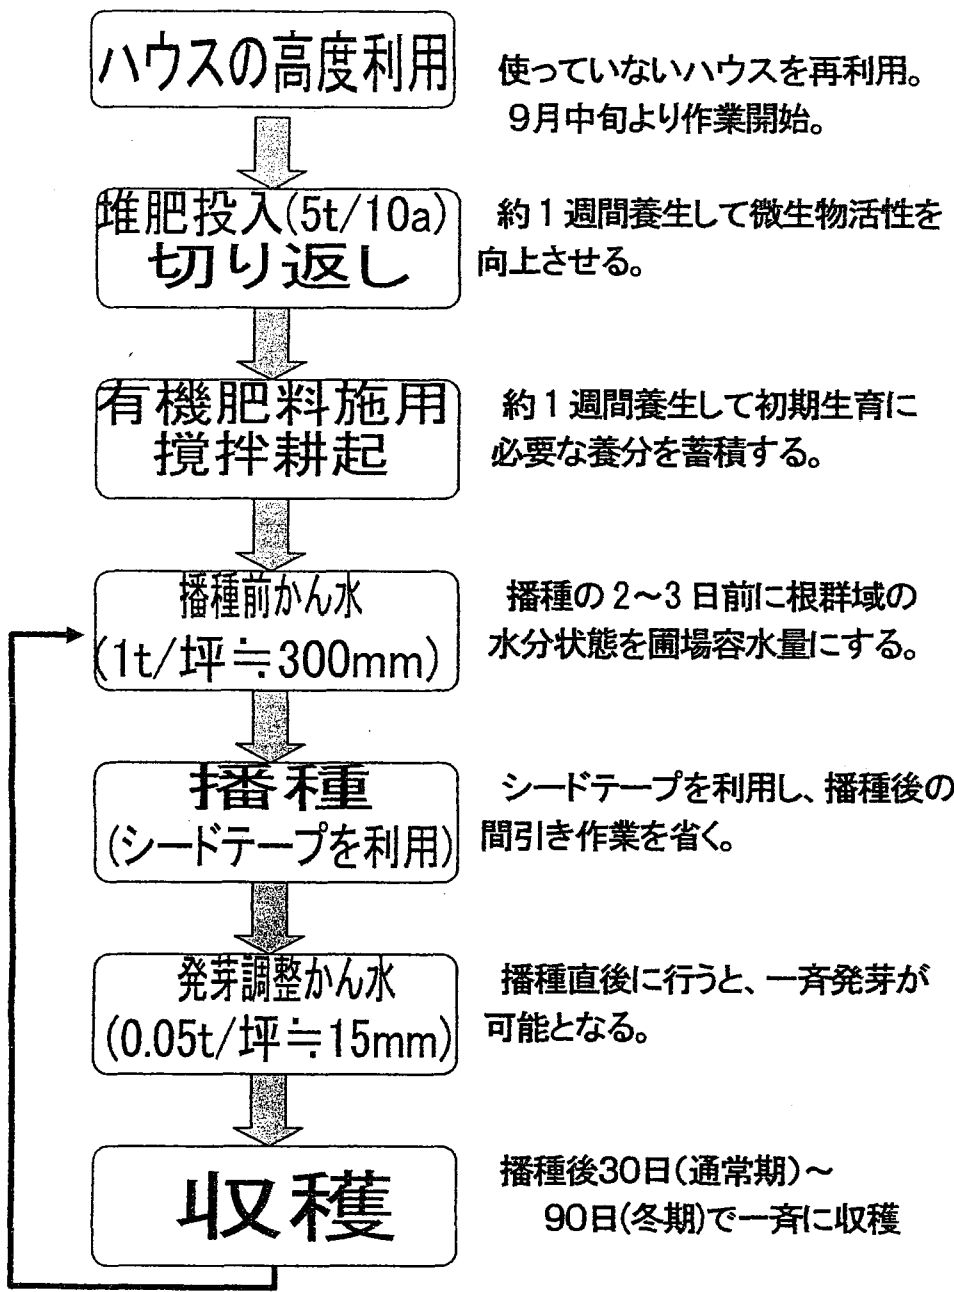 ハウスの高度利用
使っていないハウスを再利用。
9月中旬より作業開始。
堆肥投入(5t/10a)
切り返し
約1週間養生して微生物活性を
向上させる。
有機肥料施用
撹拌耕起
約1週間養生して初期生育に
必要な養分を蓄積する。
播種前かん水
(1t/坪≒300mm)
播種の2～3日前に根群域の
水分状態を圃場容水量にする。
播種
(シードテープを利用)
シードテープを利用し、播種後の
間引き作業を省く。
発芽調整かん水
(0.05t/坪≒15mm)
播種直後に行うと、一斉発芽が
可能となる。
収穫
播種後30日(通常期)～
90日(冬期)で一斉に収穫